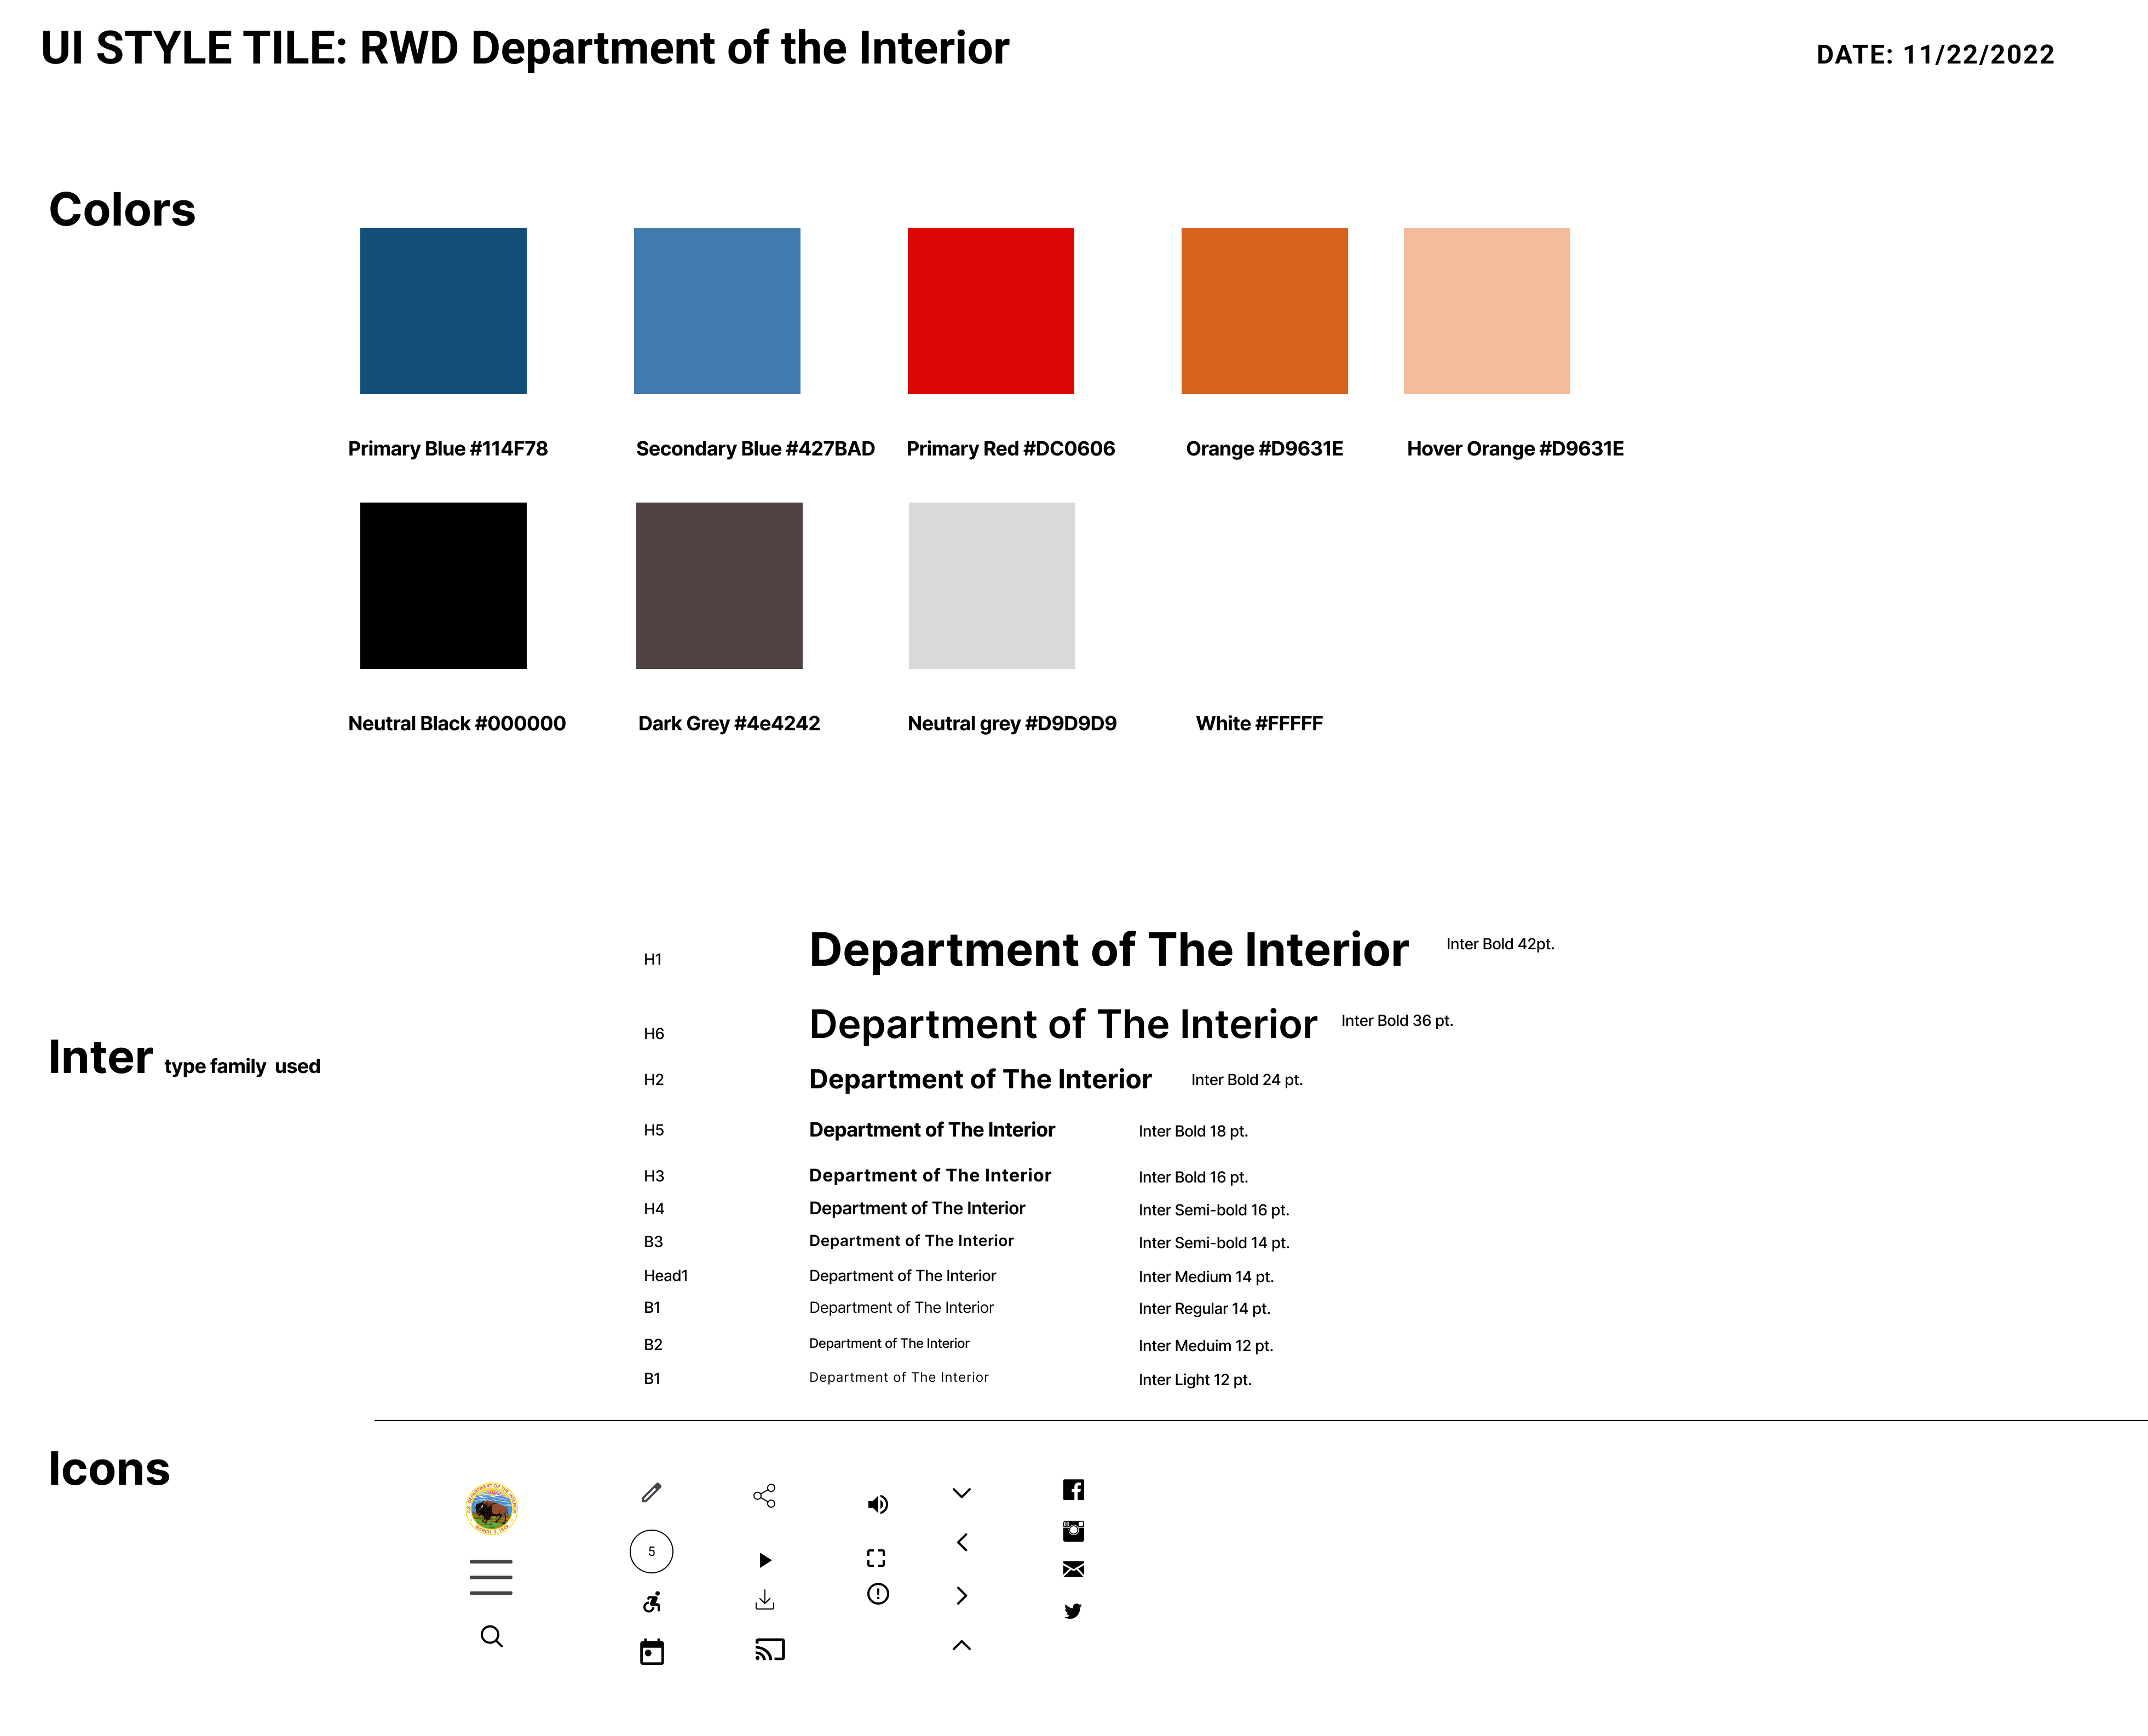 UI STYLE TILE: RWD Department of the Interior
DATE: 11/22/2022
Colors
Primary Blue #114F78
Secondary Blue #427BAD
Primary Red #DC0606
Orange #D9631E
Hover Orange #D9631E
Neutral Black #000000
Dark Grey #4e4242
Neutral grey #D9D9D9
White #FFFFF
Inter type family used
H1 Department of The Interior Inter Bold 42pt.
H6 Department of The Interior Inter Bold 36 pt.
H2 Department of The Interior Inter Bold 24 pt.
H5 Department of The Interior Inter Bold 18 pt.
H3 Department of The Interior Inter Bold 16 pt.
H4 Department of The Interior Inter Semi-bold 16 pt.
B3 Department of The Interior Inter Semi-bold 14 pt.
Head1 Department of The Interior Inter Medium 14 pt.
B1 Department of The Interior Inter Regular 14 pt.
B2 Department of The Interior Inter Meduim 12 pt.
B1 Department of The Interior Inter Light 12 pt.
Icons
U.S. DEPARTMENT OF THE INTERIOR
MARCH 3, 1849
5